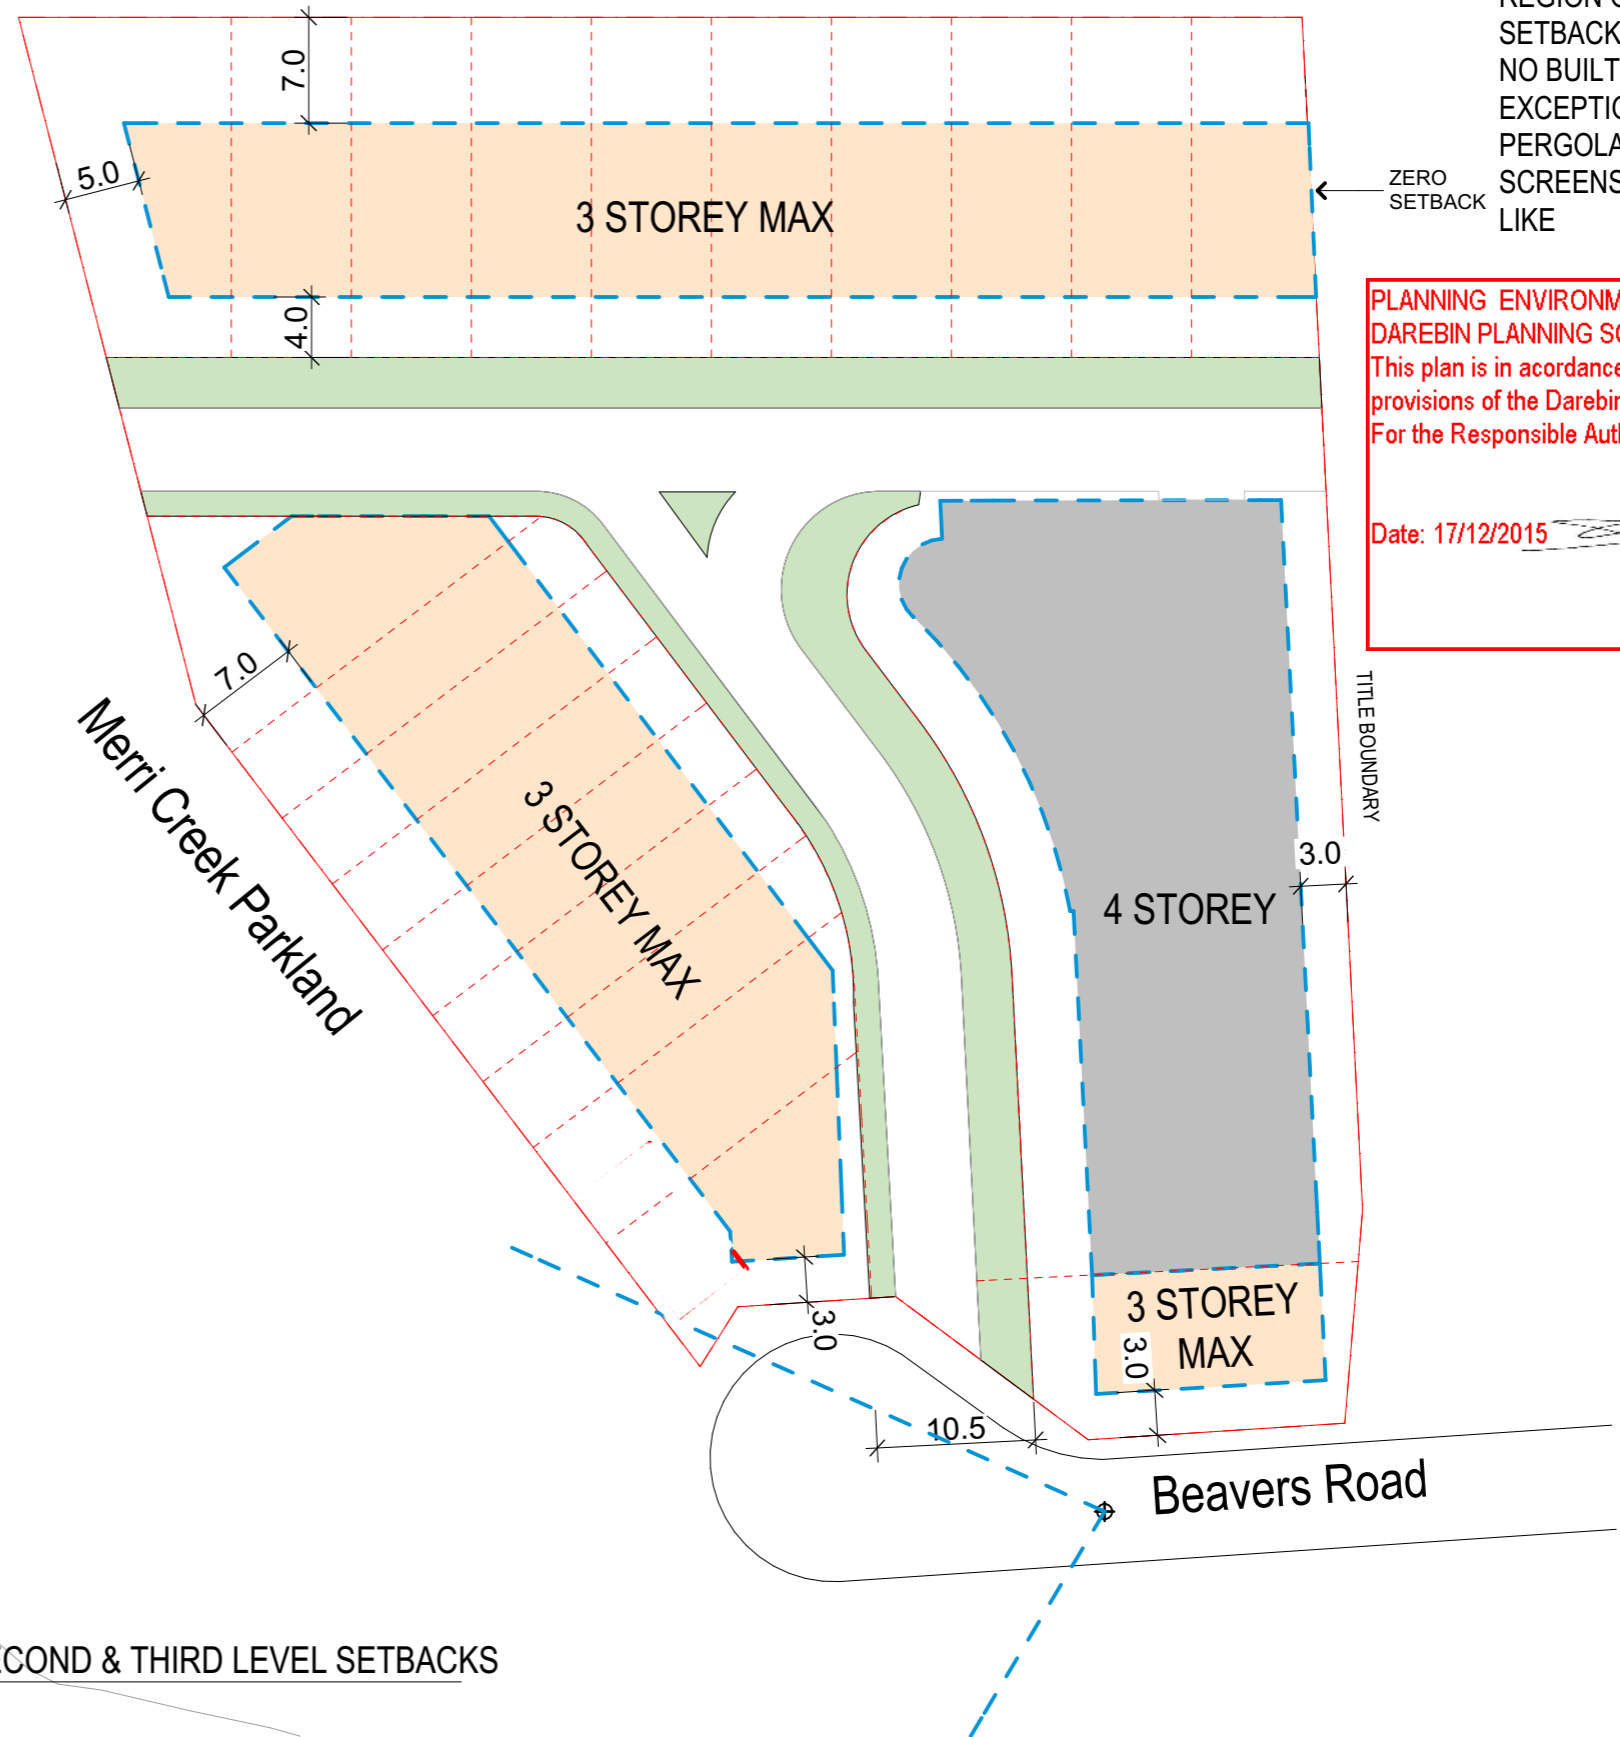 REGION O
SETBACK
NO BUILT
EXCEPTIO
PERGOLA
SCREENS
LIKE
7.0
5.0
3 STOREY MAX
ZERO
SETBACK
4.0
PLANNING ENVIRONM
DAREBIN PLANNING SC
This plan is in acordance
provisions of the Darebin
For the Responsible Auth
Date: 17/12/2015
7.0
TITLE BOUNDARY
Merri Creek Parkland
3 STOREY MAX
3.0
4 STOREY
3 STOREY
MAX
3.0
3.0
10.5
Beavers Road
ECOND & THIRD LEVEL SETBACKS